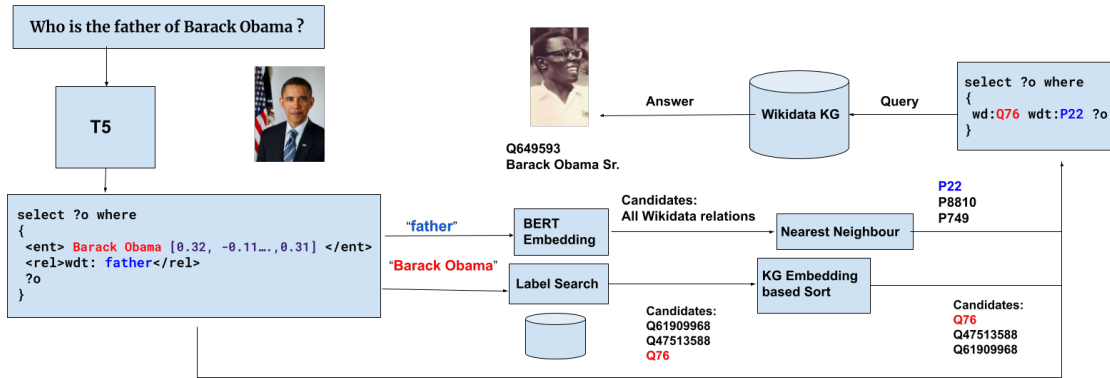 Who is the father of Barack Obama ?
T5
select ?o where
{
<ent> Barack Obama [0.32, -0.11….,0.31] </ent>
<rel>wdt: father</rel>
?o
}
"father"
"Barack Obama"
BERT
Embedding
Label Search
Candidates:
All Wikidata relations
Candidates:
Q61909968
Q47513588
Q76
Nearest Neighbour
KG Embedding
based Sort
P22
P8810
P749
Candidates:
Q76
Q47513588
Q61909968
select ?o where
{
wd:Q76 wdt:P22 ?o
}
Query
Wikidata KG
Answer
Q649593
Barack Obama Sr.